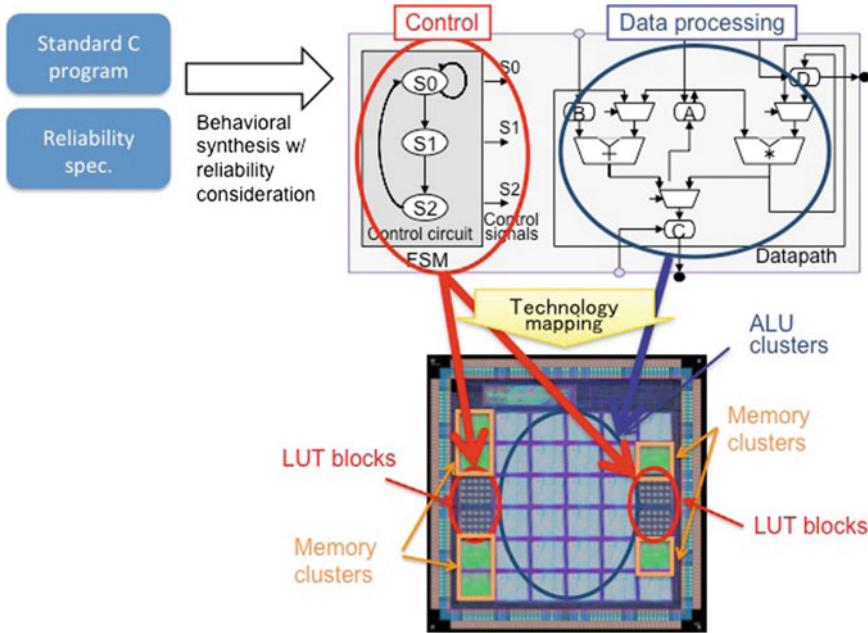 Standard C
program
Reliability
spec.
Behavioral
synthesis w/
reliability
consideration
Control
Data processing
S0
S1
S2
Control circuit
FSM
S0
S1
S2
Control
signals
B
A
D
+
*
C
Datapath
Technology
mapping
ALU
clusters
Memory
clusters
LUT blocks
LUT blocks
Memory
clusters